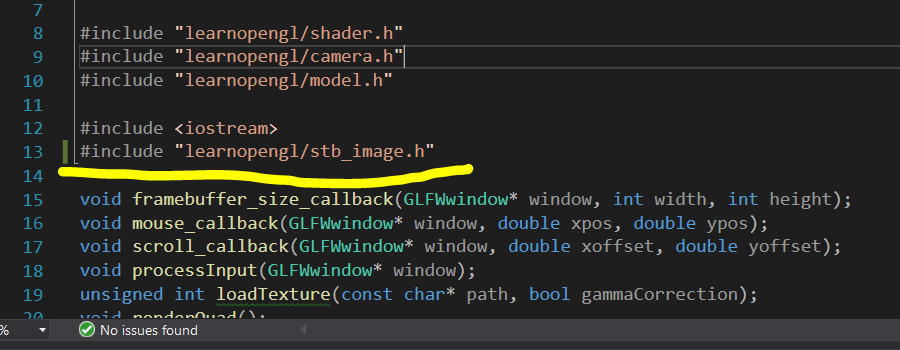 7
8 #include "learnopengl/shader.h"
9 #include "learnopengl/camera.h"
10 #include "learnopengl/model.h"
11
12 #include <iostream>
13 #include "learnopengl/stb_image.h"
14
15 void framebuffer_size_callback(GLFWwindow* window, int width, int height);
16 void mouse_callback(GLFWwindow* window, double xpos, double ypos);
17 void scroll_callback(GLFWwindow* window, double xoffset, double yoffset);
18 void processInput(GLFWwindow* window);
19 unsigned int loadTexture(const char* path, bool gammaCorrection);
20 void renderQuad();
% No issues found